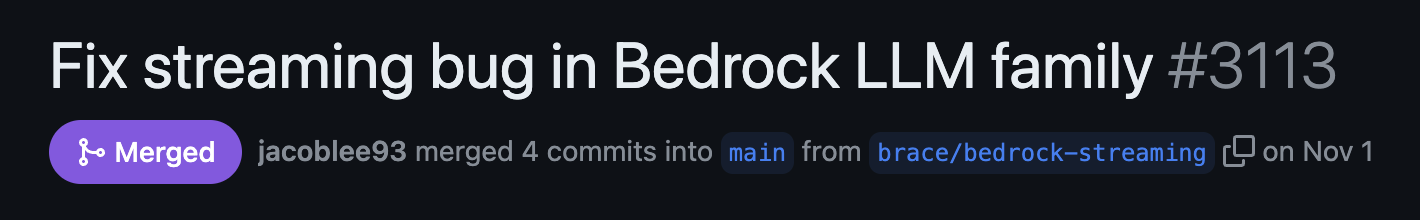 Fix streaming bug in Bedrock LLM family #3113
Merged jacoblee93 merged 4 commits into main from brace/bedrock-streaming on Nov 1